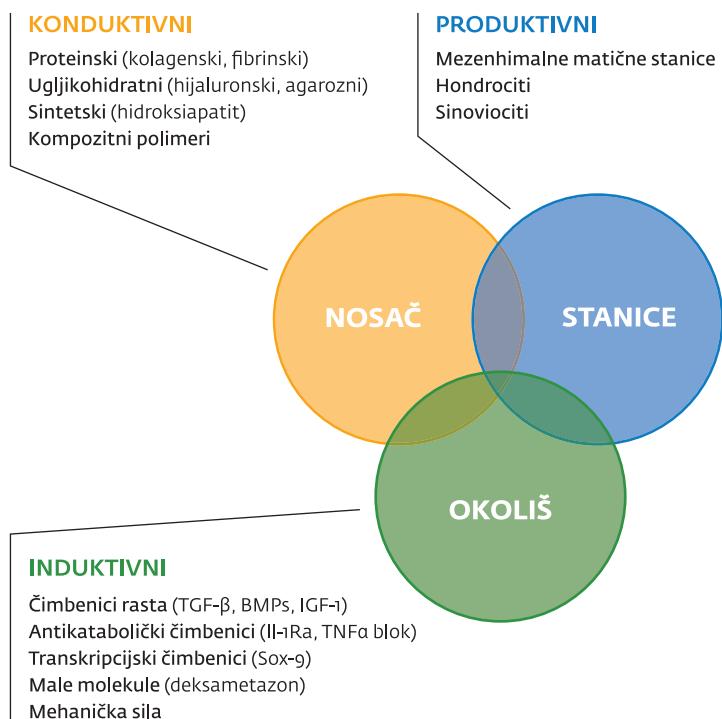 KONDUKTIVNI
Proteinski (kolagenski, fibrinski)
Ugljikohidratni (hijaluronski, agarozni)
Sintetski (hidroksiapatit)
Kompozitni polimeri
PRODUKTIVNI
Mezenhimalne matične stanice
Hondrociti
Sinoviociti
NOSAČ
STANICE
OKOLIŠ
INDUKTIVNI
Čimbenici rasta (TGF-β, BMPs, IGF-1)
Antikatabolički čimbenici (Il-1Ra, TNFα blok)
Transkripcijski čimbenici (Sox-9)
Male molekule (deksametazon)
Mehanička sila